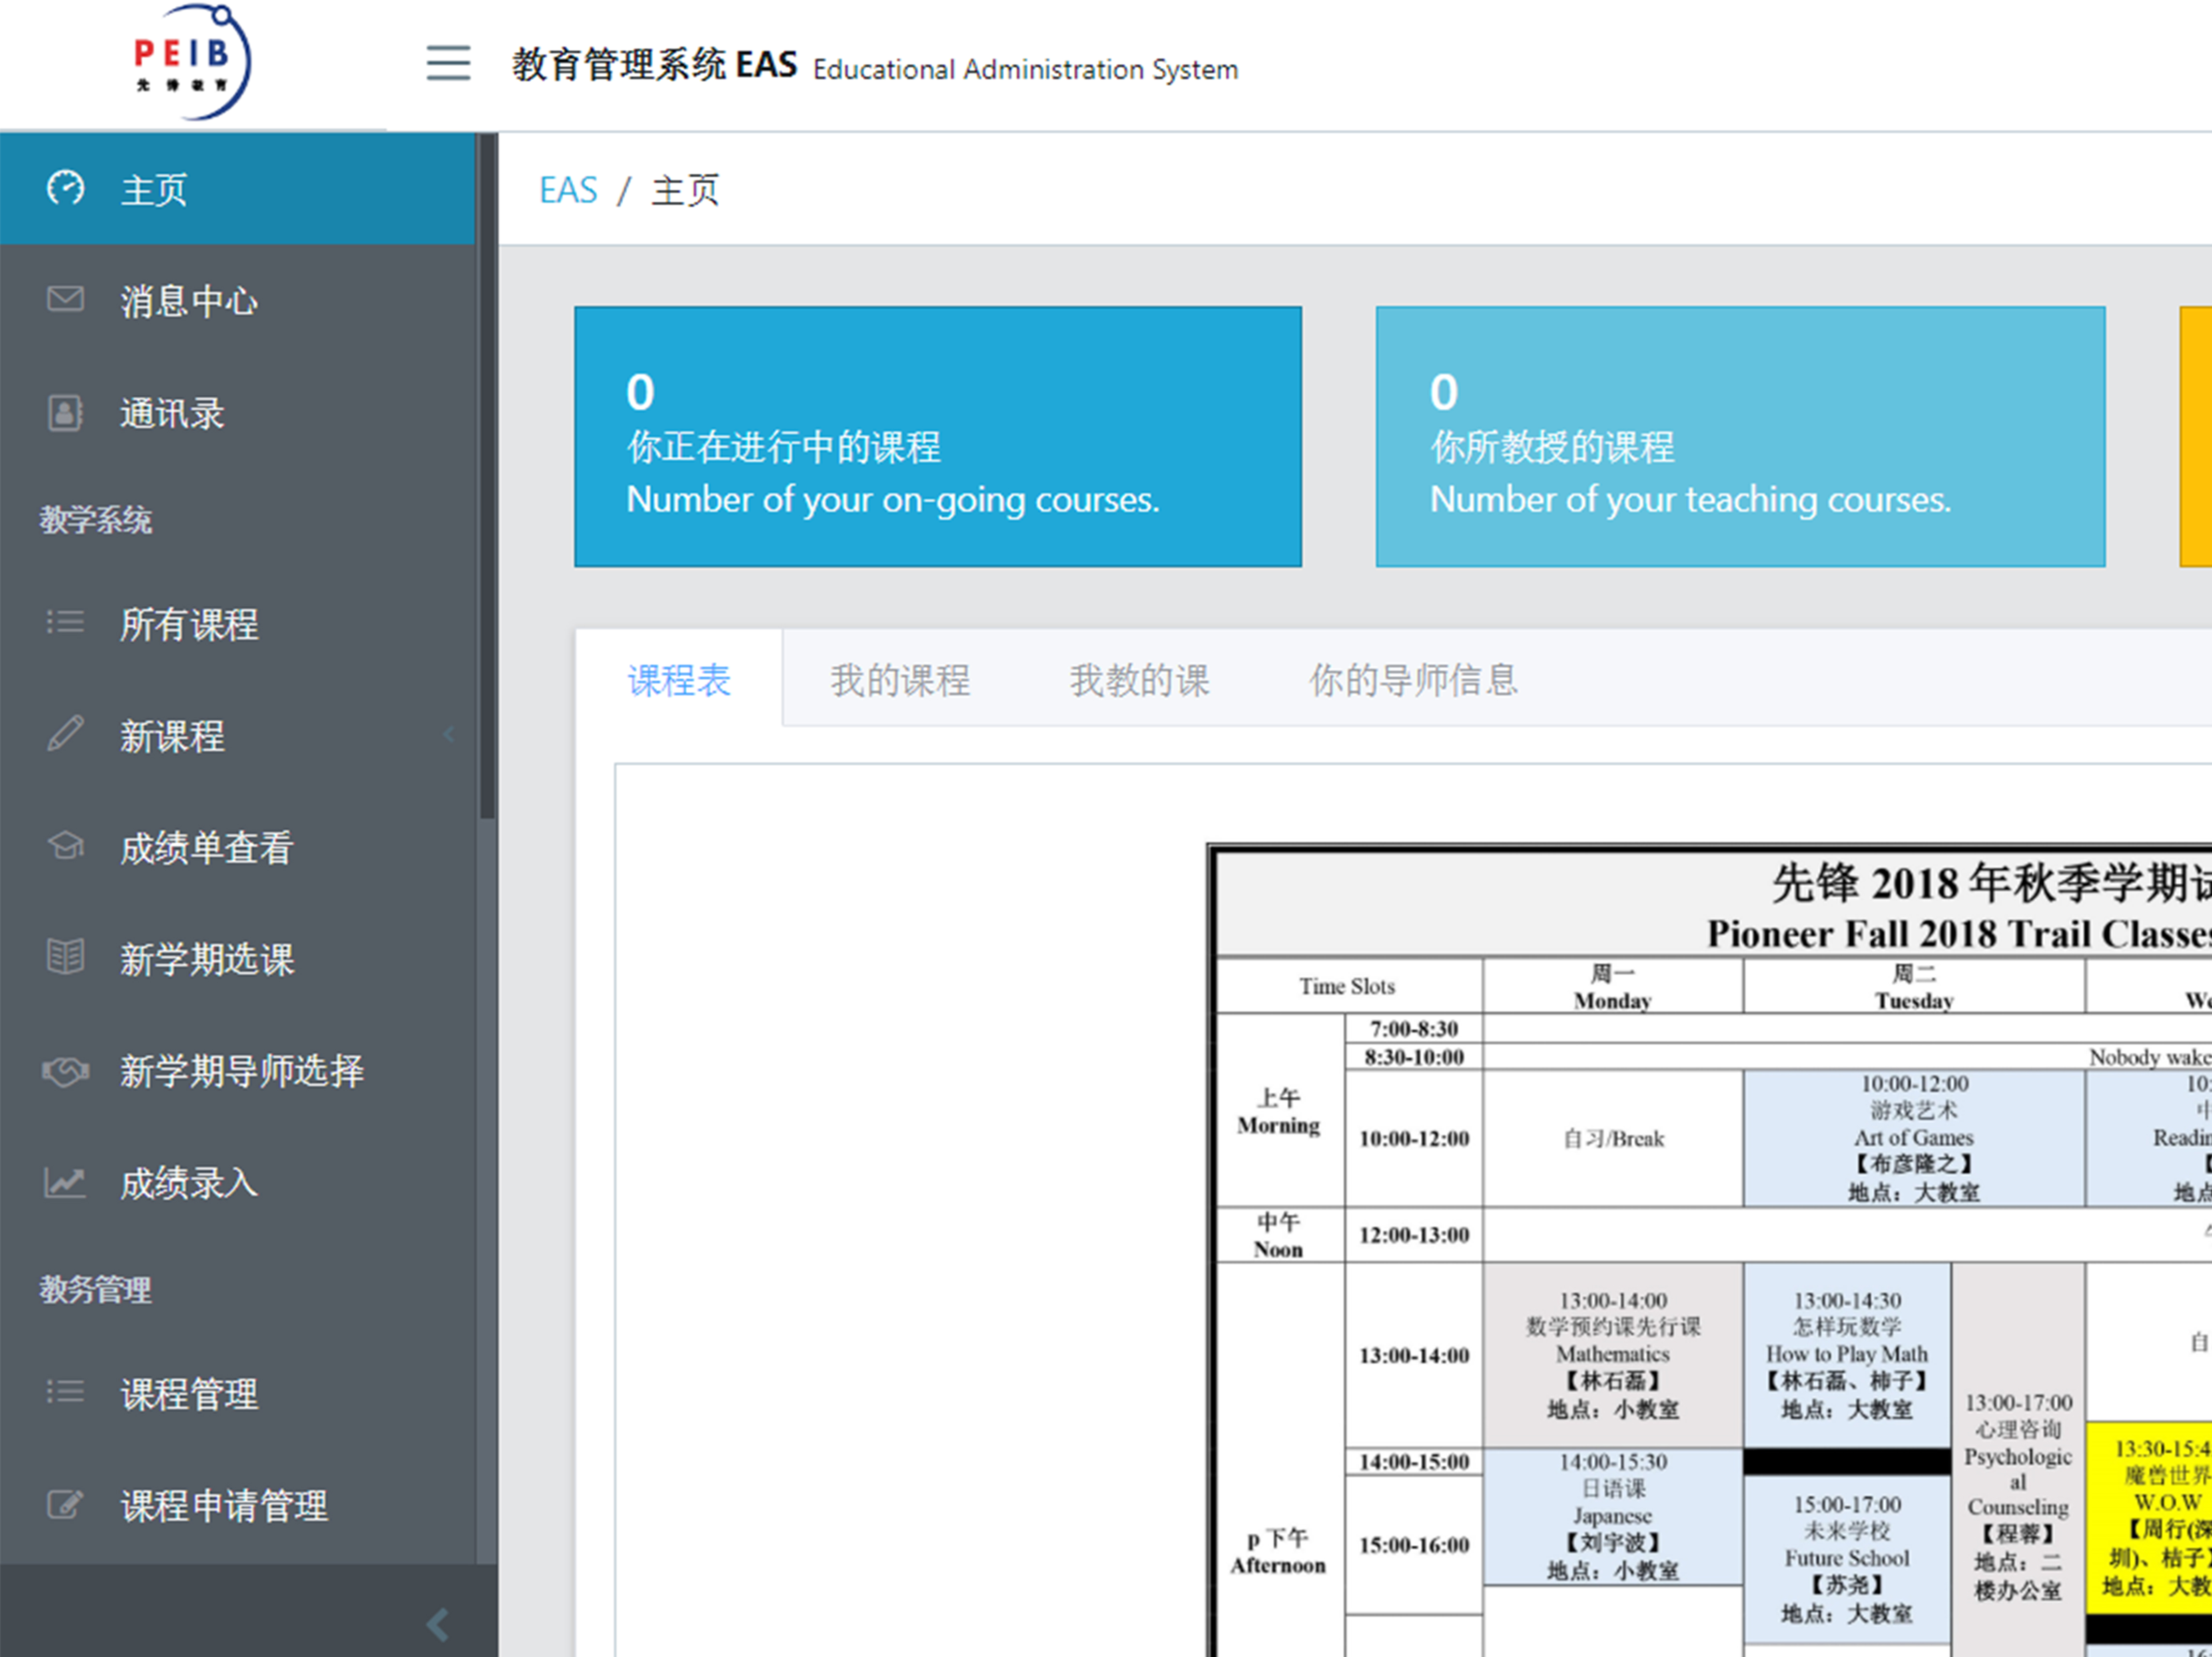 PEIB
先锋教育
教育管理系统 EAS Educational Administration System
主页
消息中心
通讯录
教学系统
所有课程
新课程
成绩单查看
新学期选课
新学期导师选择
成绩录入
教务管理
课程管理
课程申请管理
EAS / 主页
0
你正在进行中的课程
Number of your on-going courses.
0
你所教授的课程
Number of your teaching courses.
课程表 我的课程 我教的课 你的导师信息
先锋 2018 年秋季学期试
Pioneer Fall 2018 Trail Classes
Time Slots
周一
Monday
周二
Tuesday
We
上午
Morning
7:00-8:30
8:30-10:00
Nobody wake
10:00-12:00
自习/Break
10:00-12:00
游戏艺术
Art of Games
【布彦隆之】
地点：大教室
10:
中
Readin
【
地点
中午
Noon
12:00-13:00
p 下午
Afternoon
13:00-14:00
13:00-14:00
数学预约课先行课
Mathematics
【林石磊】
地点：小教室
13:00-14:30
怎样玩数学
How to Play Math
【林石磊、柿子】
地点：大教室
13:00-17:00
心理咨询
Psychologic
al
Counseling
【程蓉】
地点：二
楼办公室
自
13:30-15:4
魔兽世界
W.O.W
【周行(深
圳)、桔子】
地点：大教
14:00-15:00
14:00-15:30
日语课
Japanese
【刘宇波】
地点：小教室
15:00-16:00
15:00-17:00
未来学校
Future School
【苏尧】
地点：大教室
16: